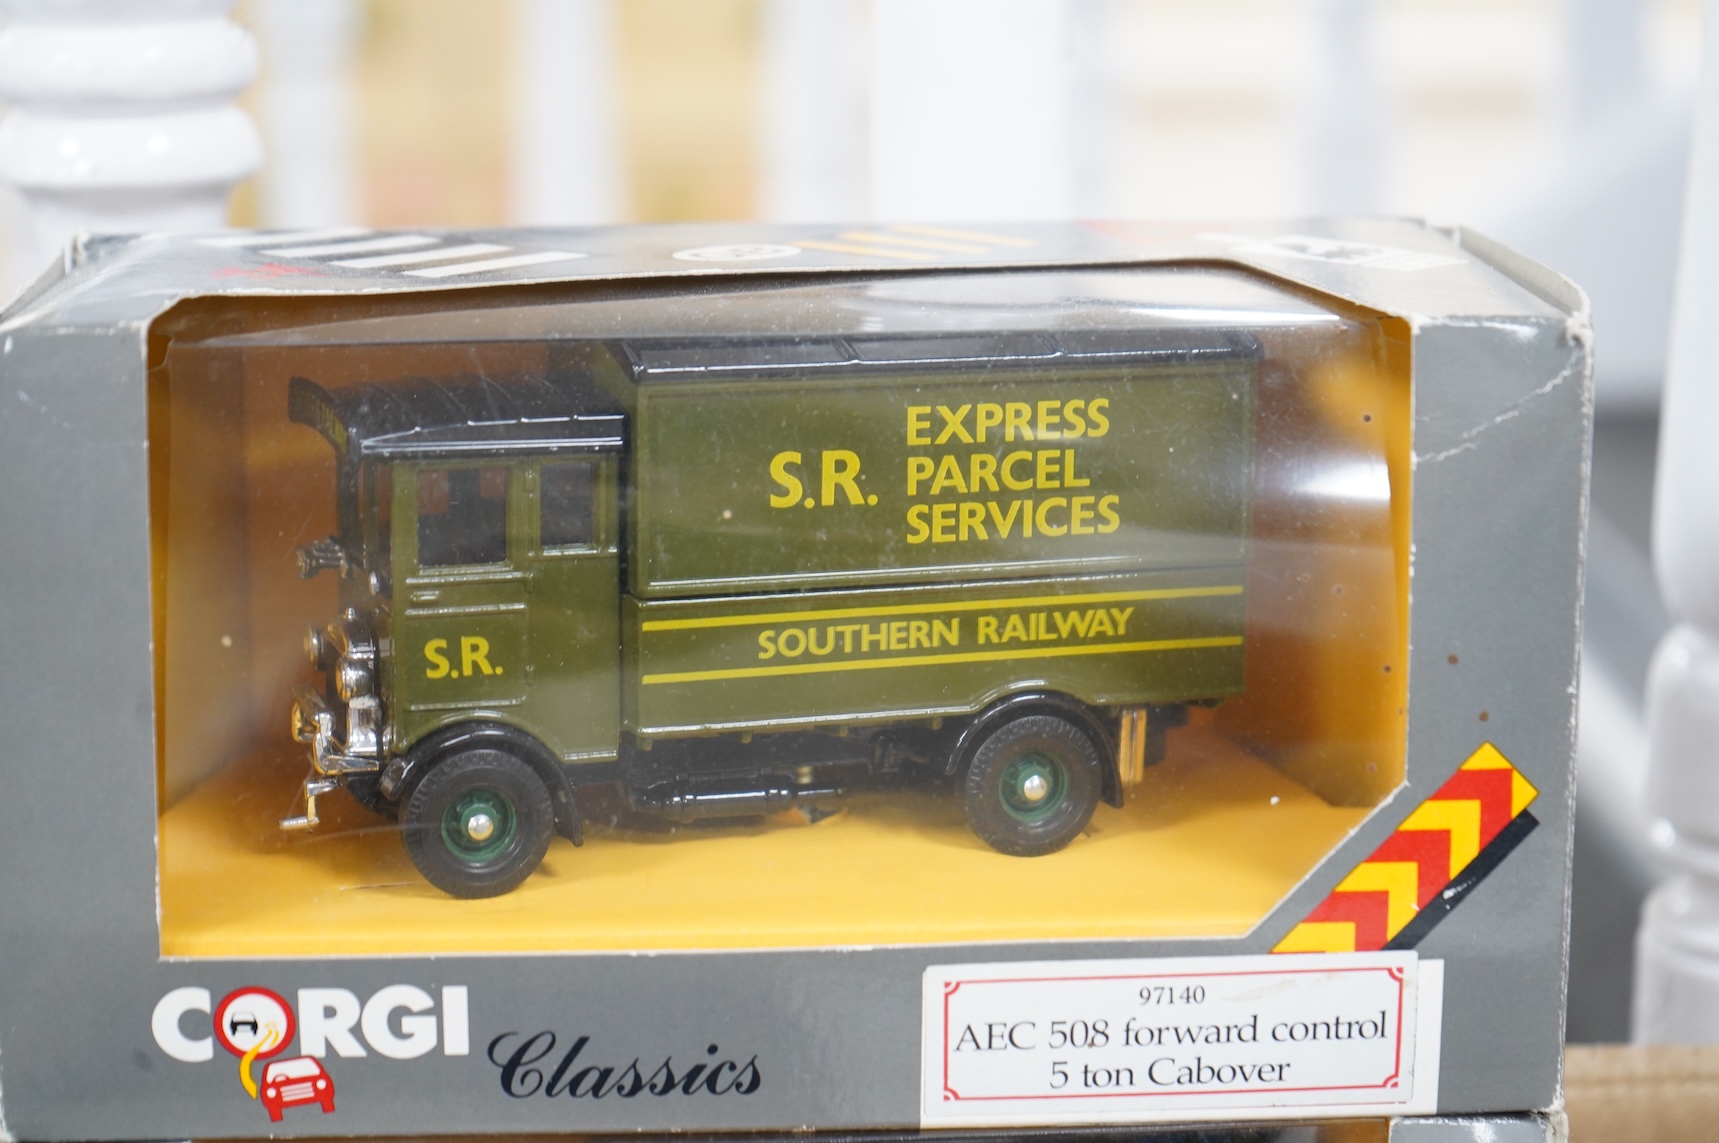 S.R.
EXPRESS
PARCEL
SERVICES
SOUTHERN RAILWAY
S.R.
CORGI
Classics
97140
AEC 508 forward control
5 ton Cabover